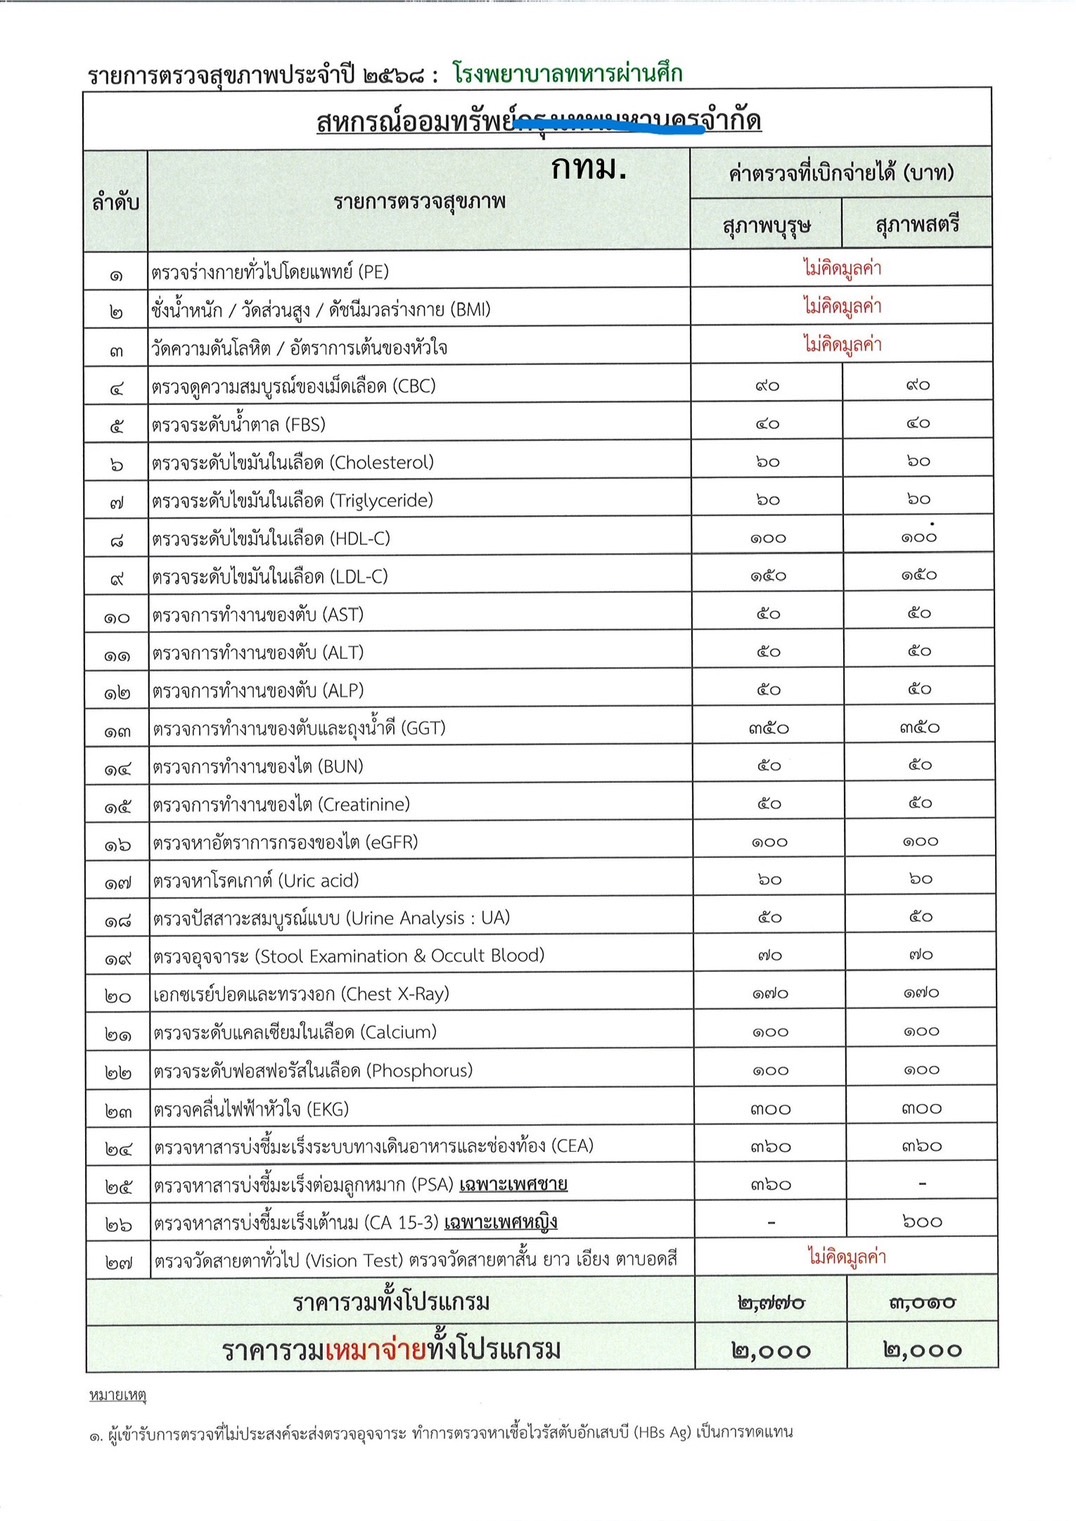 รายการตรวจสุขภาพประจำปี ๒๕๖๘ : โรงพยาบาลทหารผ่านศึก
สหกรณ์ออมทรัพย์กรุงเทพมหานครจำกัด
กทม.
ลำดับ รายการตรวจสุขภาพ ค่าตรวจที่เบิกจ่ายได้ (บาท)
สุภาพบุรุษ สุภาพสตรี
๑ ตรวจร่างกายทั่วไปโดยแพทย์ (PE) ไม่คิดมูลค่า
๒ ชั่งน้ำหนัก / วัดส่วนสูง / ดัชนีมวลร่างกาย (BMI) ไม่คิดมูลค่า
๓ วัดความดันโลหิต / อัตราการเต้นของหัวใจ ไม่คิดมูลค่า
๔ ตรวจดูความสมบูรณ์ของเม็ดเลือด (CBC) ๙๐ ๙๐
๕ ตรวจระดับน้ำตาล (FBS) ๔๐ ๔๐
๖ ตรวจระดับไขมันในเลือด (Cholesterol) ๖๐ ๖๐
๗ ตรวจระดับไขมันในเลือด (Triglyceride) ๖๐ ๖๐
๘ ตรวจระดับไขมันในเลือด (HDL-C) ๑๐๐ ๑๐๐
๙ ตรวจระดับไขมันในเลือด (LDL-C) ๑๕๐ ๑๕๐
๑๐ ตรวจการทำงานของตับ (AST) ๕๐ ๕๐
๑๑ ตรวจการทำงานของตับ (ALT) ๕๐ ๕๐
๑๒ ตรวจการทำงานของตับ (ALP) ๕๐ ๕๐
๑๓ ตรวจการทำงานของตับและถุงน้ำดี (GGT) ๓๕๐ ๓๕๐
๑๔ ตรวจการทำงานของไต (BUN) ๕๐ ๕๐
๑๕ ตรวจการทำงานของไต (Creatinine) ๕๐ ๕๐
๑๖ ตรวจหาอัตราการกรองของไต (eGFR) ๑๐๐ ๑๐๐
๑๗ ตรวจหาโรคเกาต์ (Uric acid) ๖๐ ๖๐
๑๘ ตรวจปัสสาวะสมบูรณ์แบบ (Urine Analysis : UA) ๕๐ ๕๐
๑๙ ตรวจอุจจาระ (Stool Examination & Occult Blood) ๗๐ ๗๐
๒๐ เอกซเรย์ปอดและทรวงอก (Chest X-Ray) ๑๗๐ ๑๗๐
๒๑ ตรวจระดับแคลเซียมในเลือด (Calcium) ๑๐๐ ๑๐๐
๒๒ ตรวจระดับฟอสฟอรัสในเลือด (Phosphorus) ๑๐๐ ๑๐๐
๒๓ ตรวจคลื่นไฟฟ้าหัวใจ (EKG) ๓๐๐ ๓๐๐
๒๔ ตรวจหาสารบ่งชี้มะเร็งระบบทางเดินอาหารและช่องท้อง (CEA) ๓๖๐ ๓๖๐
๒๕ ตรวจหาสารบ่งชี้มะเร็งต่อมลูกหมาก (PSA) เฉพาะเพศชาย ๓๖๐ -
๒๖ ตรวจหาสารบ่งชี้มะเร็งเต้านม (CA 15-3) เฉพาะเพศหญิง - ๖๐๐
๒๗ ตรวจวัดสายตาทั่วไป (Vision Test) ตรวจวัดสายตาสั้น ยาว เอียง ตาบอดสี ไม่คิดมูลค่า
ราคารวมทั้งโปรแกรม ๒,๗๗๐ ๓,๐๑๐
ราคารวมเหมาจ่ายทั้งโปรแกรม ๒,๐๐๐ ๒,๐๐๐
หมายเหตุ
๑. ผู้เข้ารับการตรวจที่ไม่ประสงค์จะส่งตรวจอุจจาระ ทำการตรวจหาเชื้อไวรัสตับอักเสบบี (HBs Ag) เป็นการทดแทน